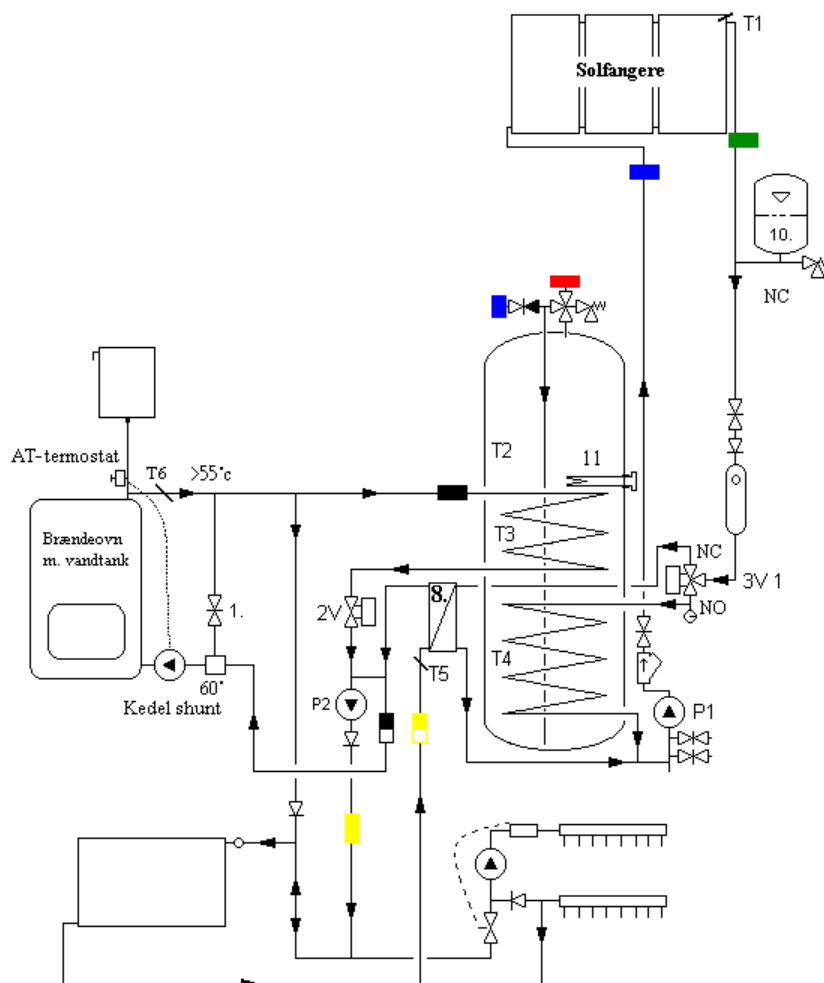 T1
Solfangere
10.
NC
AT-termostat
T6
>55°c
T2
11
Brændeovn
m. vandtank
T3
NC
8.
3V 1
1.
2V
NO
T4
T5
60°
Kedel shunt
P2
P1